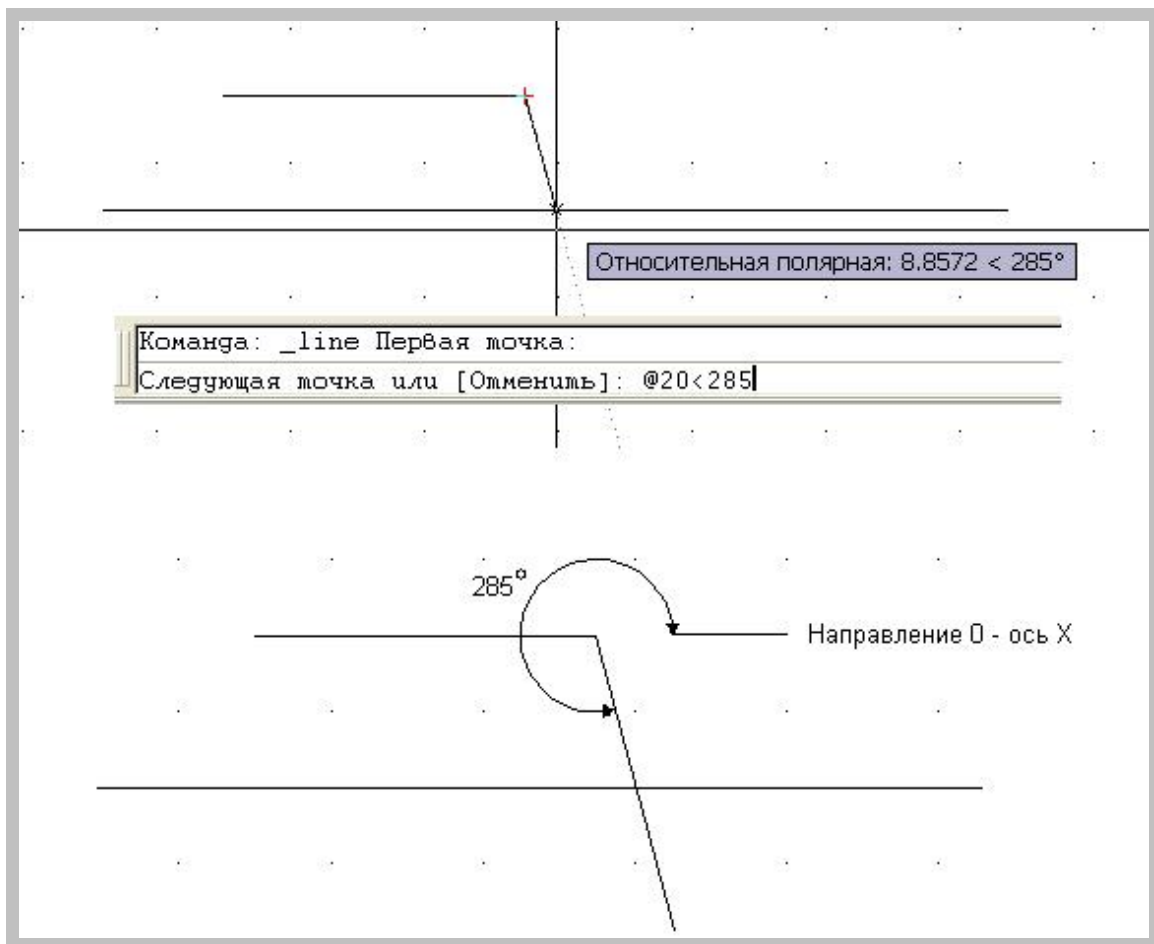 Относительная полярная: 8.8572 < 285°
Команда: _line Первая точка:
Следующая точка или [Отменить]: @20<285
285°
Направление 0 - ось X